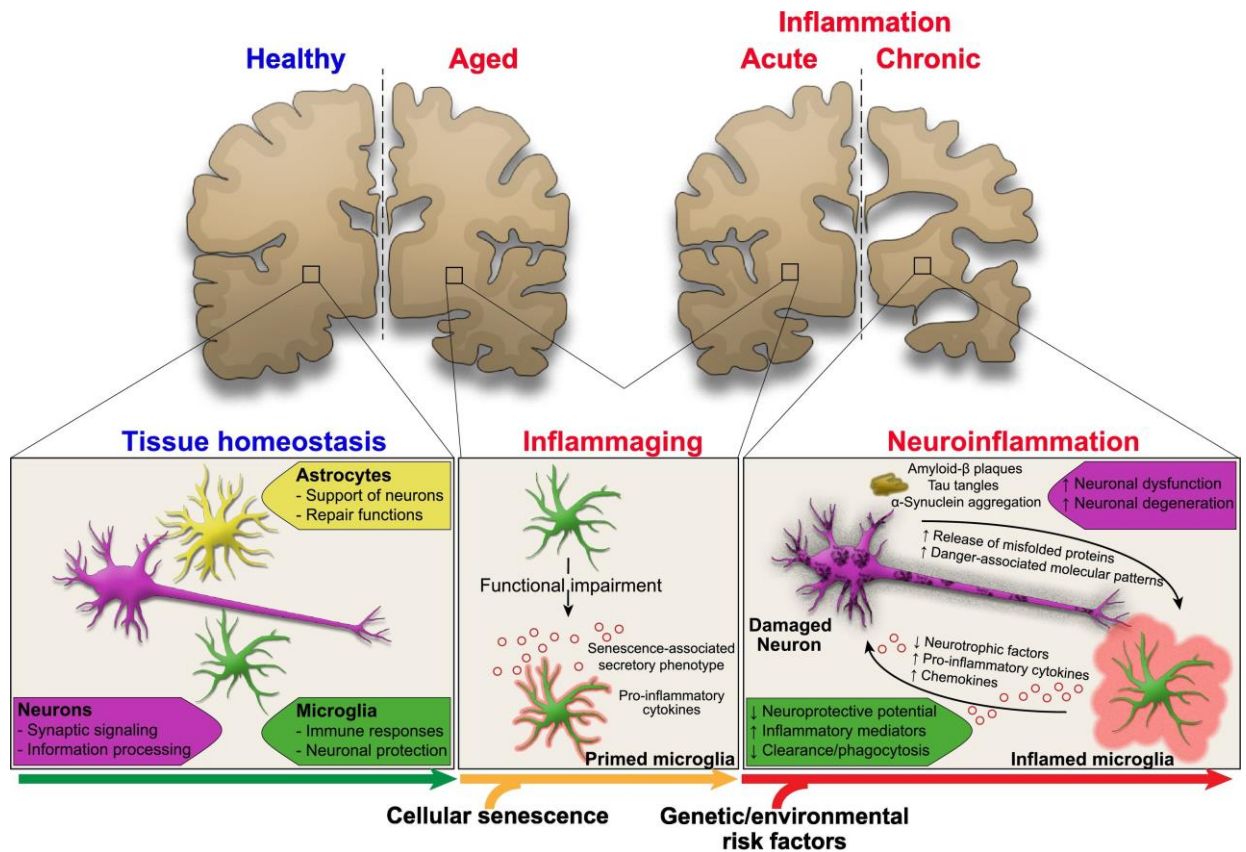 Inflammation
Healthy
Aged
Acute
Chronic
Tissue homeostasis
Astrocytes
- Support of neurons
- Repair functions
Neurons
- Synaptic signaling
- Information processing
Microglia
- Immune responses
- Neuronal protection
Inflammaging
Functional impairment
Senescence-associated
secretory phenotype
Pro-inflammatory
cytokines
Primed microglia
Neuroinflammation
Amyloid-β plaques
Tau tangles
α-Synuclein aggregation
↑ Neuronal dysfunction
↑ Neuronal degeneration
↑ Release of misfolded proteins
↑ Danger-associated molecular patterns
Damaged
Neuron
↓ Neurotrophic factors
↑ Pro-inflammatory cytokines
↑ Chemokines
↓ Neuroprotective potential
↑ Inflammatory mediators
↓ Clearance/phagocytosis
Inflamed microglia
Cellular senescence
Genetic/environmental
risk factors